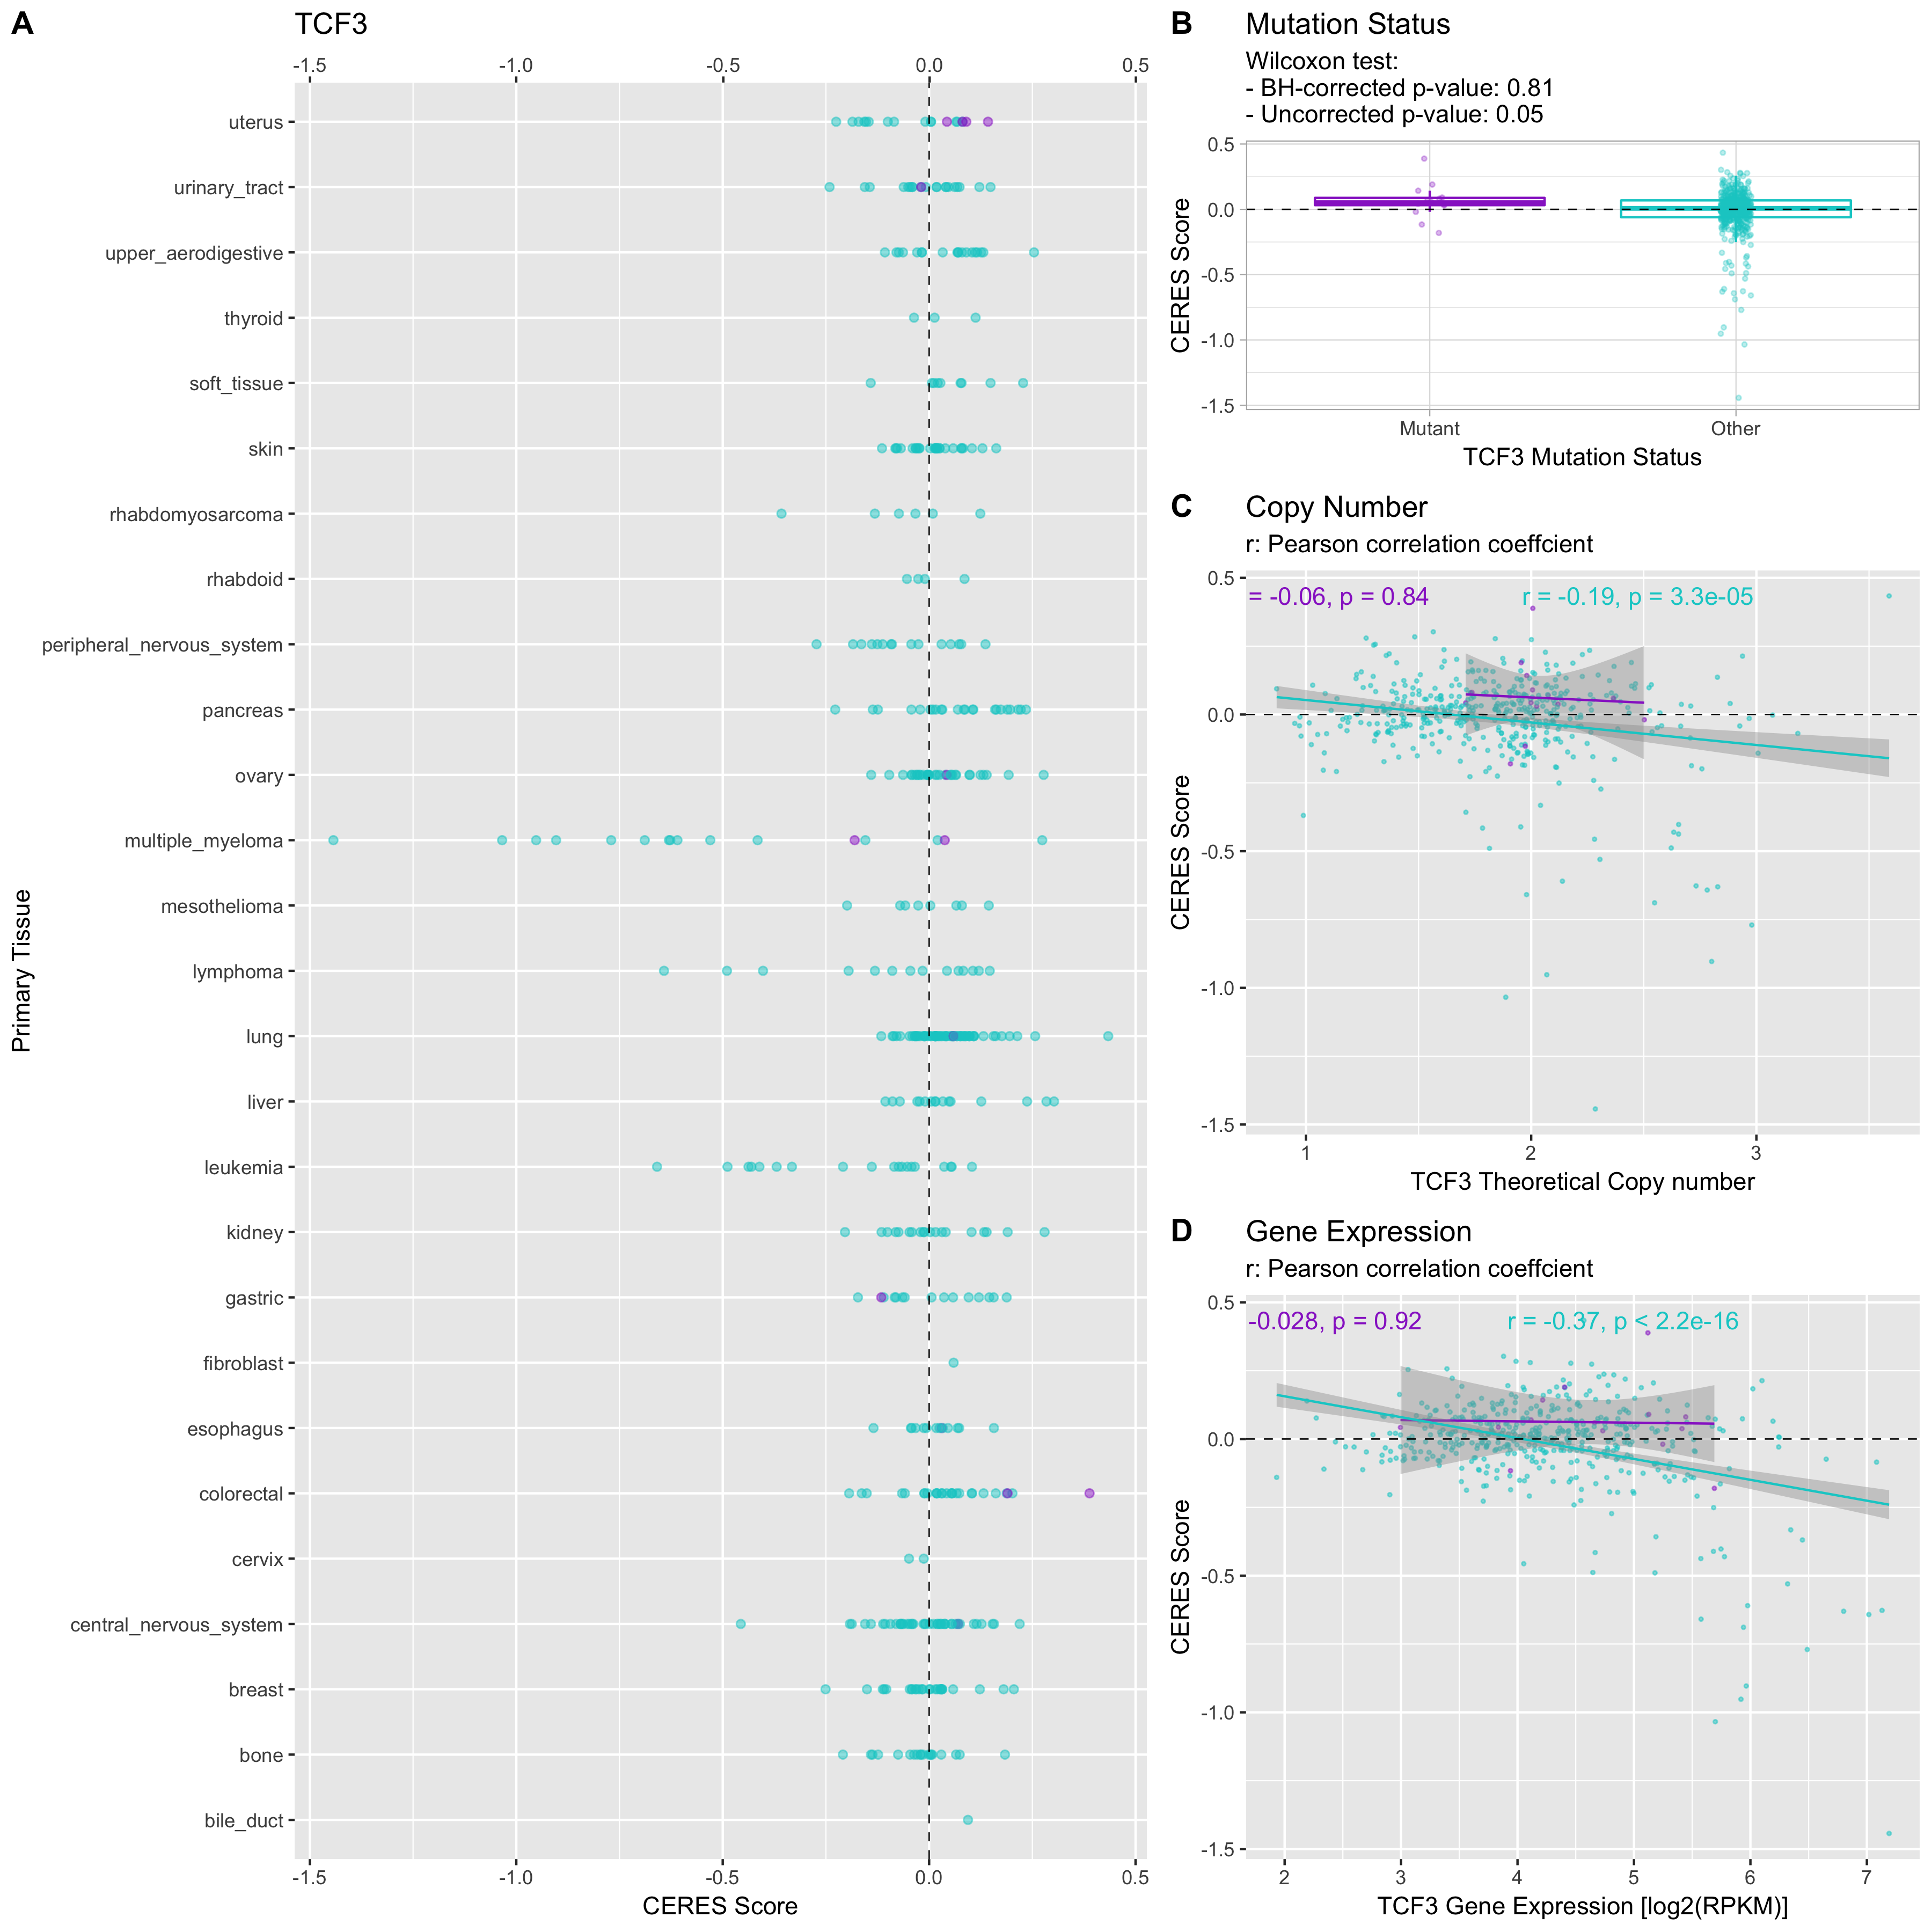 A
TCF3
-1.5
-1.0
-0.5
0.0
0.5
uterus
urinary_tract
upper_aerodigestive
thyroid
soft_tissue
skin
rhabdomyosarcoma
rhabdoid
peripheral_nervous_system
pancreas
ovary
multiple_myeloma
mesothelioma
lymphoma
lung
liver
leukemia
kidney
gastric
fibroblast
esophagus
colorectal
cervix
central_nervous_system
breast
bone
bile_duct
Primary Tissue
-1.5
-1.0
-0.5
0.0
0.5
CERES Score
B
Mutation Status
Wilcoxon test:
- BH-corrected p-value: 0.81
- Uncorrected p-value: 0.05
0.5
0.0
-0.5
-1.0
-1.5
CERES Score
Mutant
Other
TCF3 Mutation Status
C
Copy Number
r: Pearson correlation coeffcient
= -0.06, p = 0.84
r = -0.19, p = 3.3e-05
0.5
0.0
-0.5
-1.0
-1.5
CERES Score
1
2
3
TCF3 Theoretical Copy number
D
Gene Expression
r: Pearson correlation coeffcient
-0.028, p = 0.92
r = -0.37, p < 2.2e-16
0.5
0.0
-0.5
-1.0
-1.5
CERES Score
2
3
4
5
6
7
TCF3 Gene Expression [log2(RPKM)]